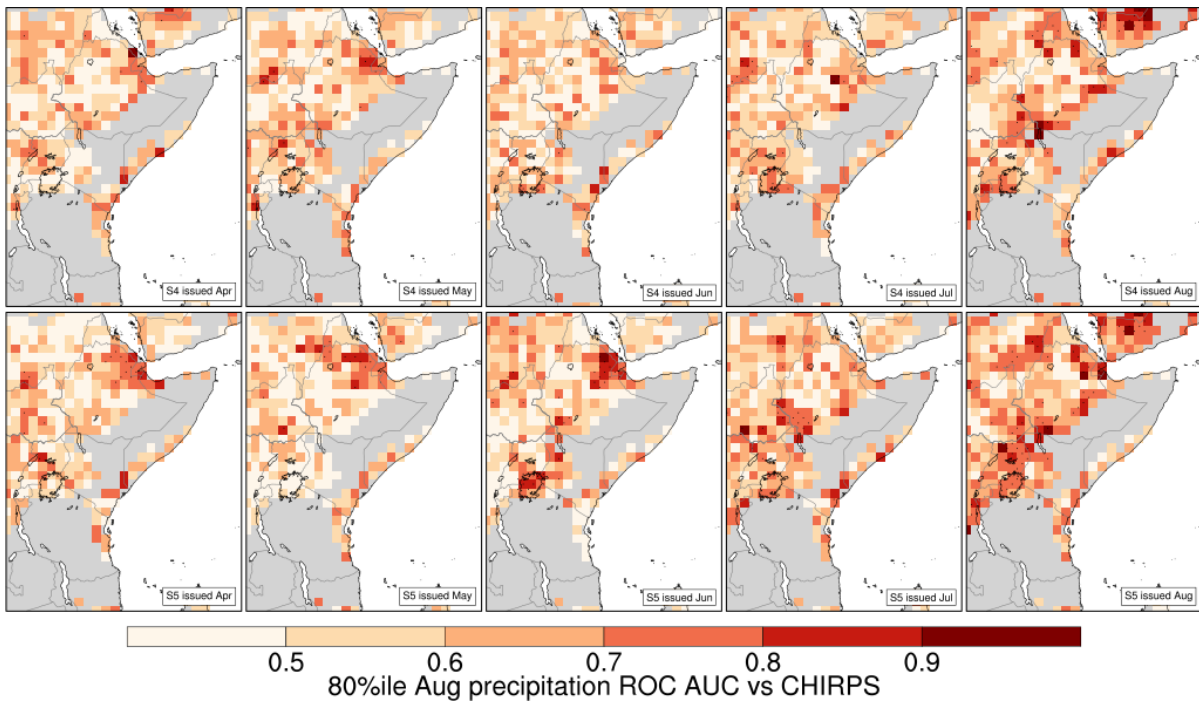 S4 issued Apr
S4 issued May
S4 issued Jun
S4 issued Jul
S4 issued Aug
S5 issued Apr
S5 issued May
S5 issued Jun
S5 issued Jul
S5 issued Aug
0.5 0.6 0.7 0.8 0.9
80%ile Aug precipitation ROC AUC vs CHIRPS